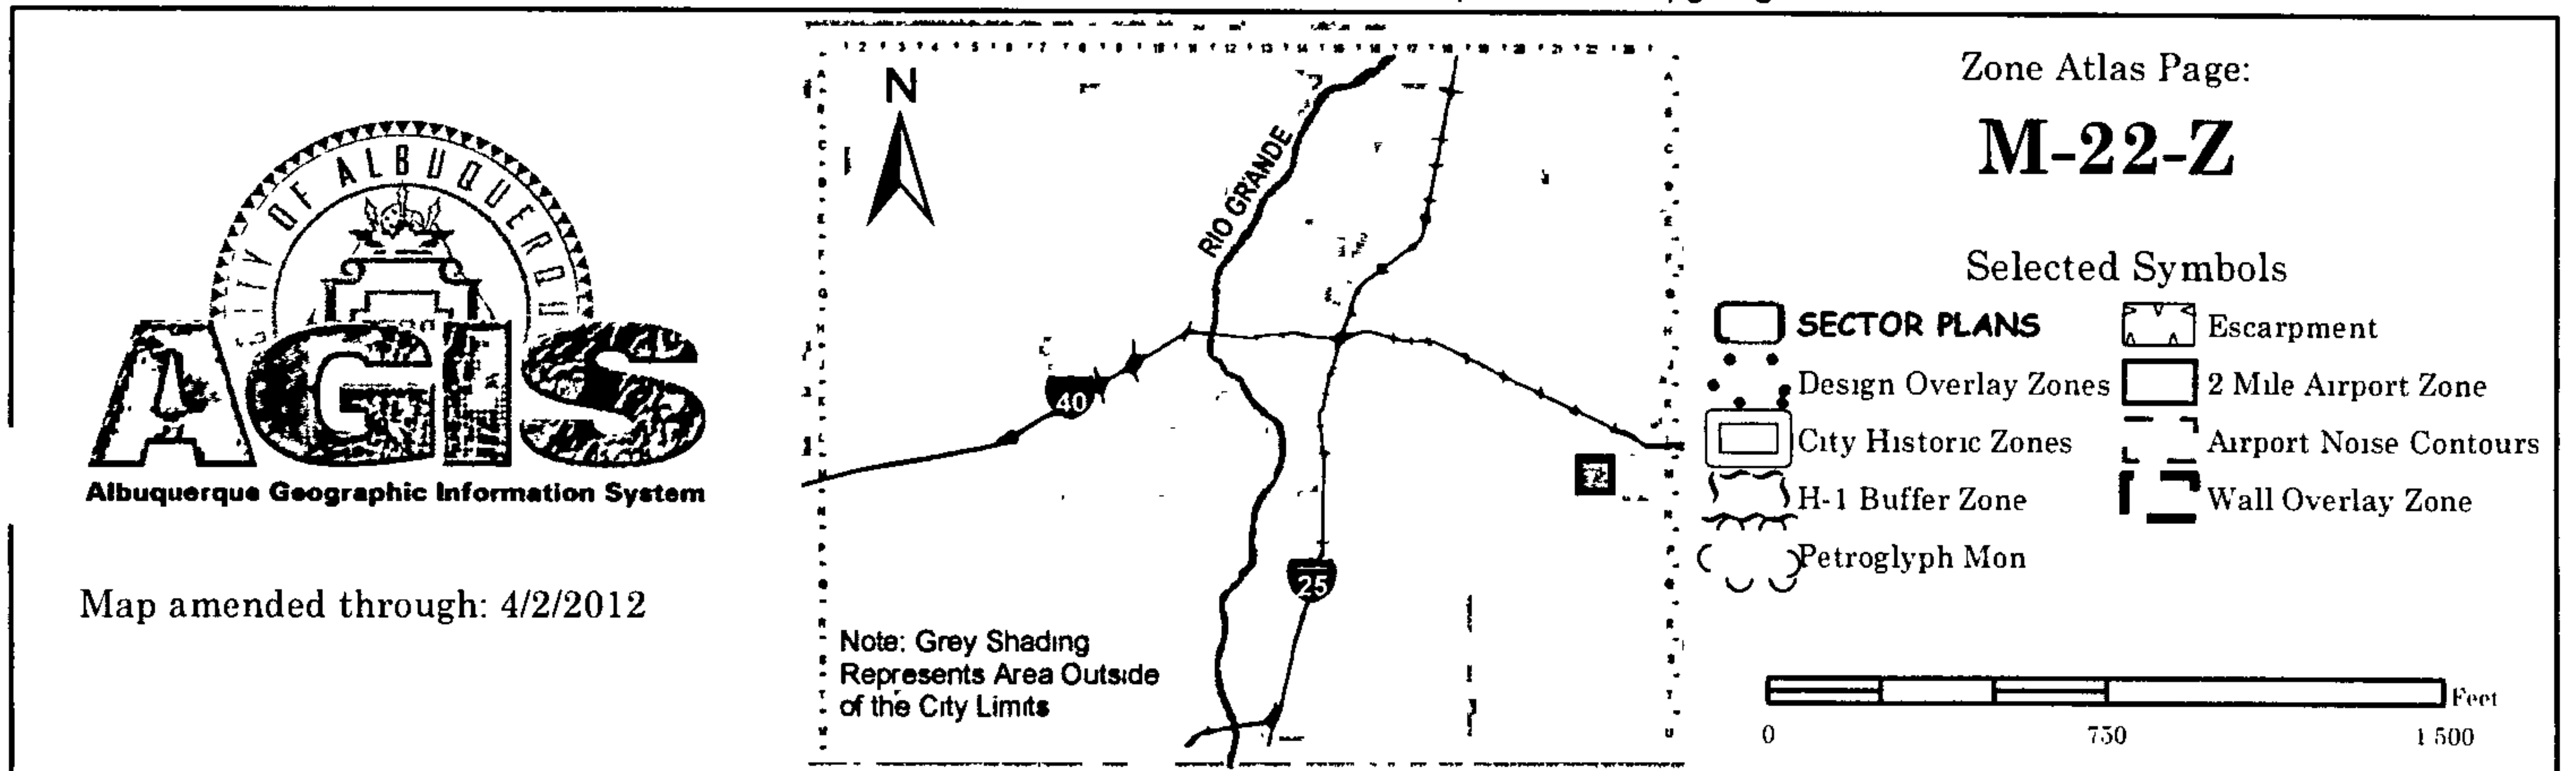 CITY OF ALBUQUERQUE
AGIS
Albuquerque Geographic Information System
Map amended through: 4/2/2012
N
RIO GRANDE
40
25
Note: Grey Shading
Represents Area Outside
of the City Limits
Zone Atlas Page:
M-22-Z
Selected Symbols
SECTOR PLANS
Escarpment
Design Overlay Zones
2 Mile Airport Zone
City Historic Zones
Airport Noise Contours
H-1 Buffer Zone
Wall Overlay Zone
Petroglyph Mon
Feet
0 750 1 500